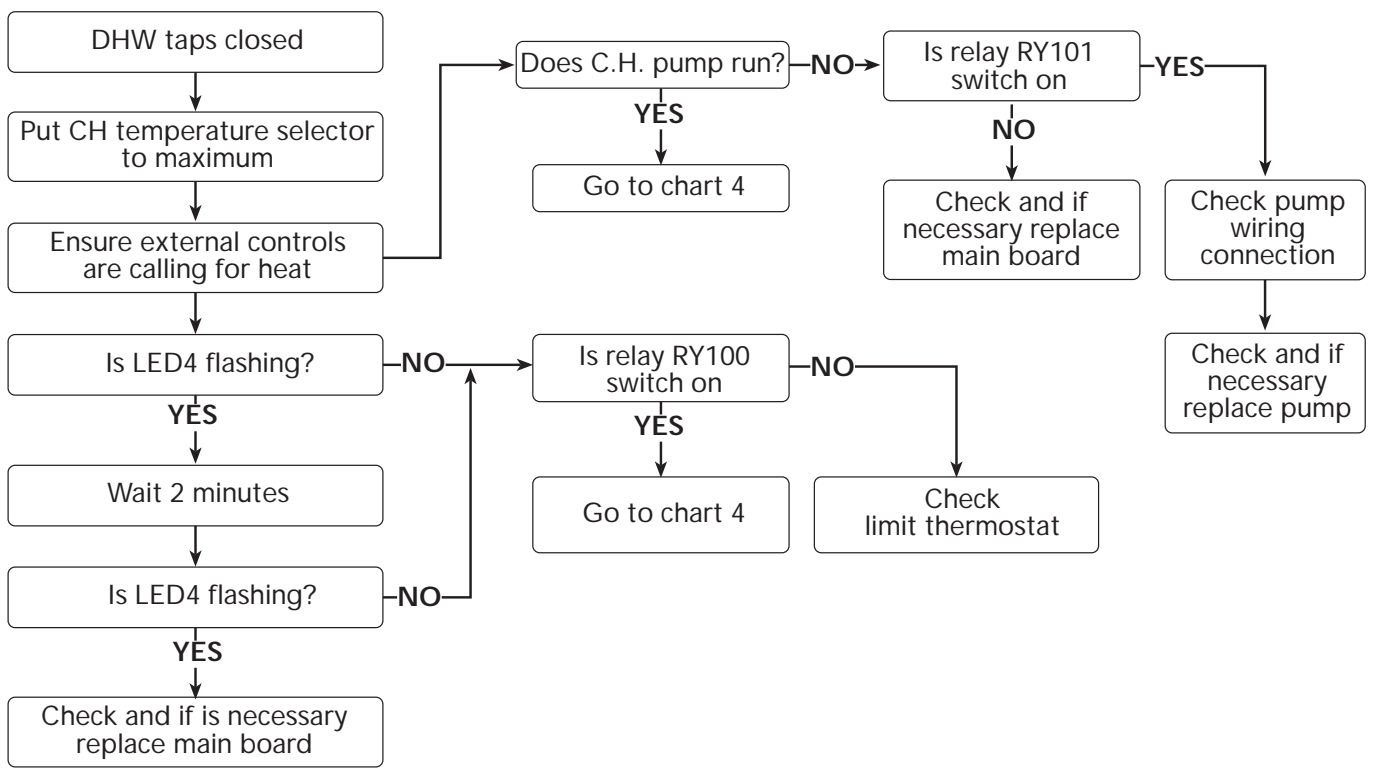 DHW taps closed
Put CH temperature selector
to maximum
Ensure external controls
are calling for heat
Is LED4 flashing?
NO
YES
Wait 2 minutes
Is LED4 flashing?
NO
YES
Check and if is necessary
replace main board
Does C.H. pump run?
NO
YES
Go to chart 4
Is relay RY101
switch on
YES
NO
Check and if
necessary replace
main board
Check pump
wiring
connection
Check and if
necessary
replace pump
Is relay RY100
switch on
NO
YES
Go to chart 4
Check
limit thermostat